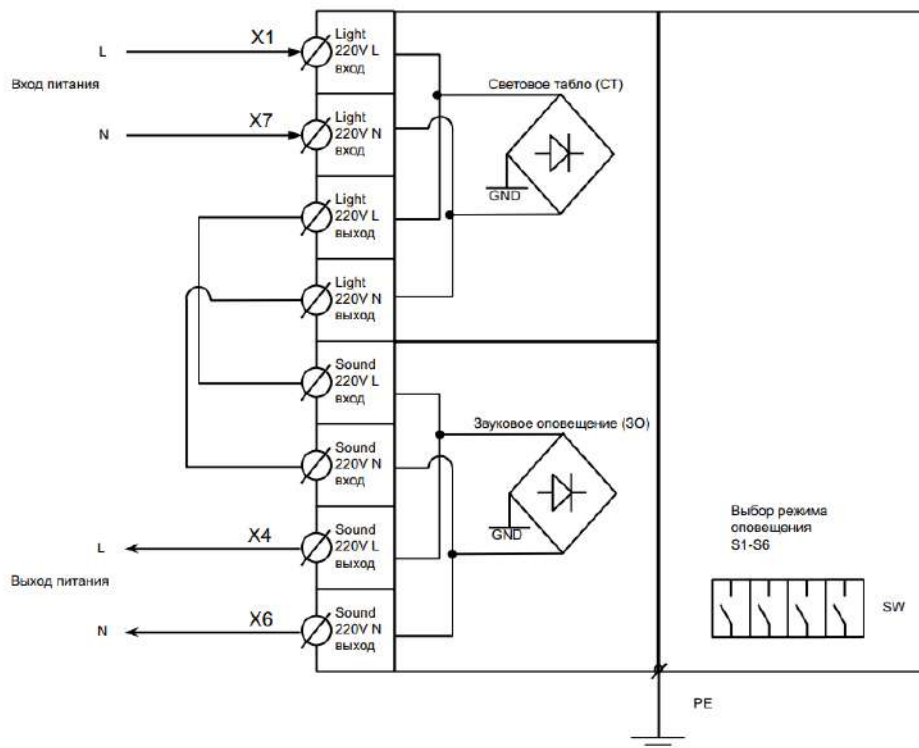 L
X1
Light
220V L
вход
Вход питания
Световое табло (СТ)
N
X7
Light
220V N
вход
GND
Light
220V L
выход
Light
220V N
выход
Sound
220V L
вход
Звуковое оповещение (ЗО)
Sound
220V N
вход
GND
Выбор режима
оповещения
S1-S6
L
X4
Sound
220V L
выход
Выход питания
SW
N
X6
Sound
220V N
выход
PE